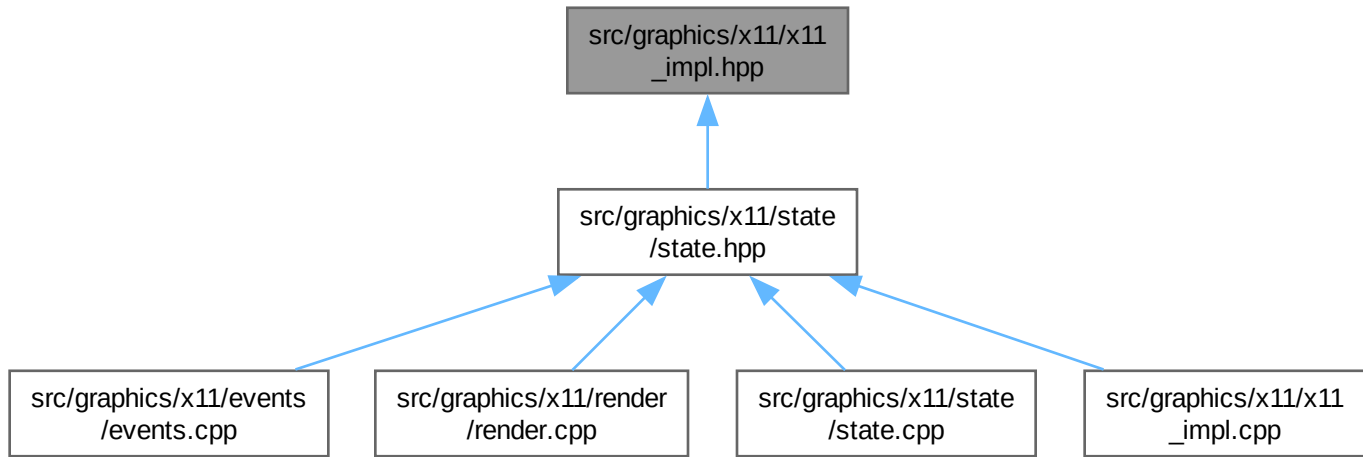 src/graphics/x11/x11
_impl.hpp
src/graphics/x11/state
/state.hpp
src/graphics/x11/events
/events.cpp
src/graphics/x11/render
/render.cpp
src/graphics/x11/state
/state.cpp
src/graphics/x11/x11
_impl.cpp